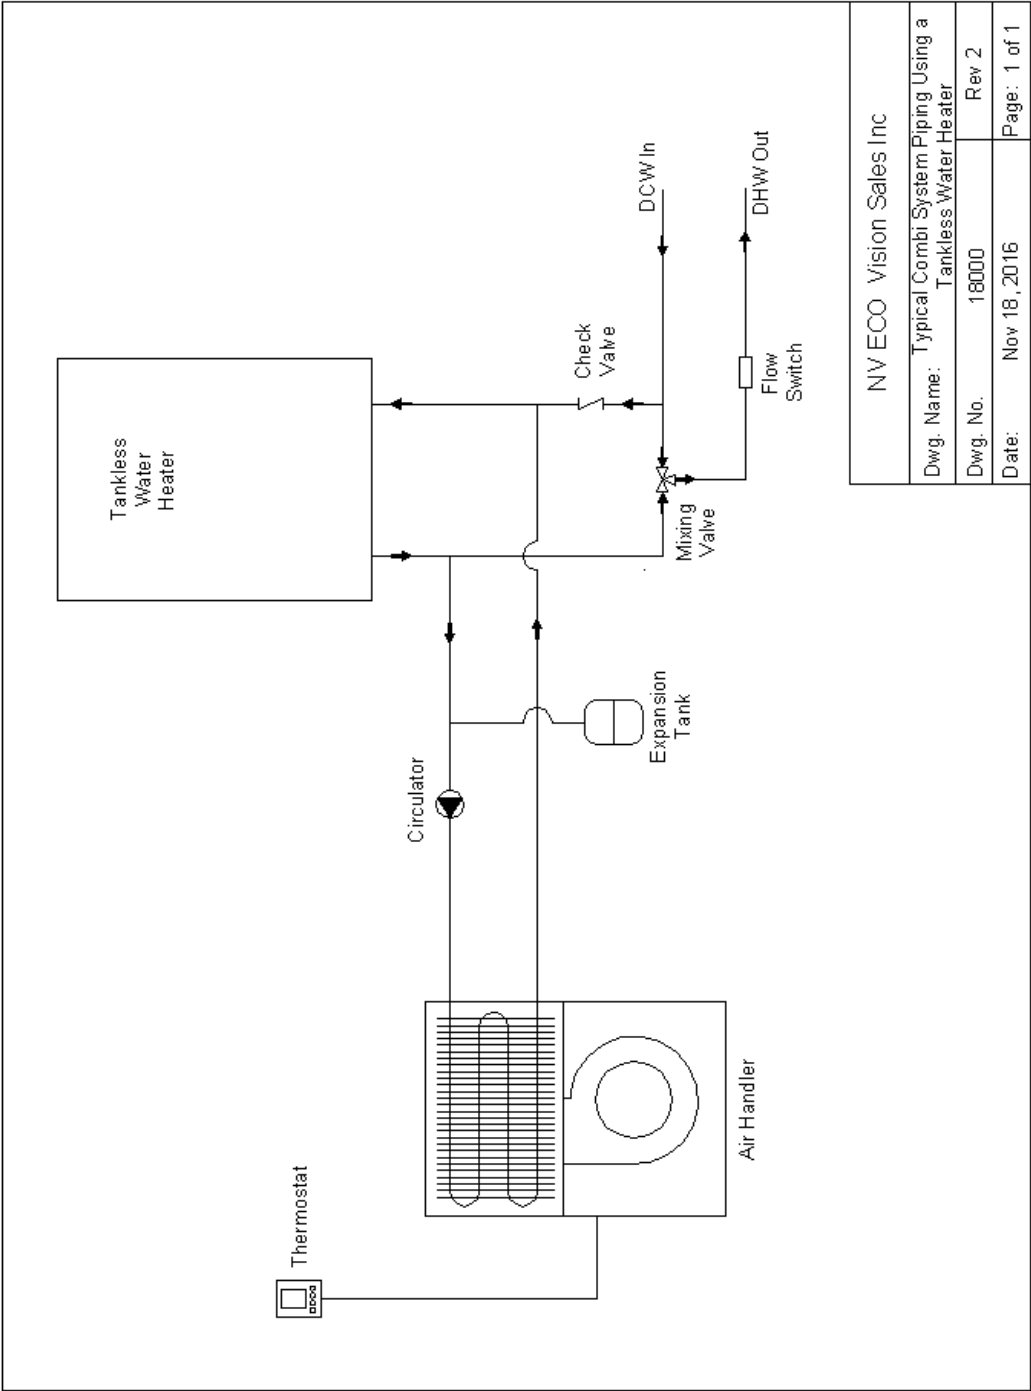 Thermostat
Air Handler
Circulator
Expansion
Tank
Tankless
Water
Heater
Mixing
Valve
Check
Valve
Flow
Switch
DCW In
DHW Out
NV ECO Vision Sales Inc
Dwg. Name: Typical Combi System Piping Using a
Tankless Water Heater
Dwg. No. 18000 Rev 2
Date: Nov 18, 2016 Page: 1 of 1